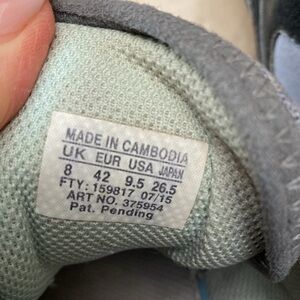 MADE IN CAMBODIA
UK EUR USA JAPAN
8 42 9.5 26.5
FTY: 159817 07/15
ART NO. 375954
Pat. Pending